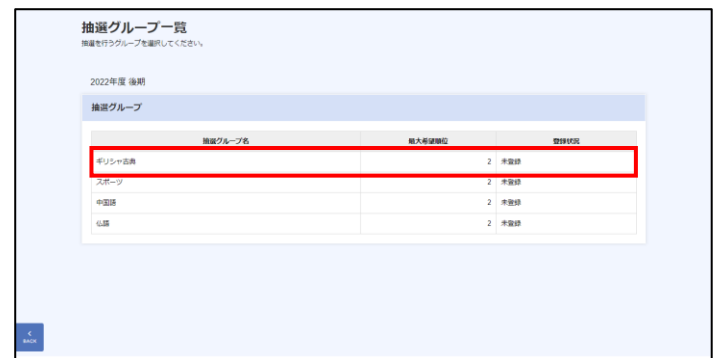 抽選グループ一覧
抽選を行うグループを選択してください。
2022年度 後期
抽選グループ
抽選グループ名 最大希望順位 登録状況
ギリシャ古典 2 未登録
スポーツ 2 未登録
中国語 2 未登録
仏語 2 未登録
BACK